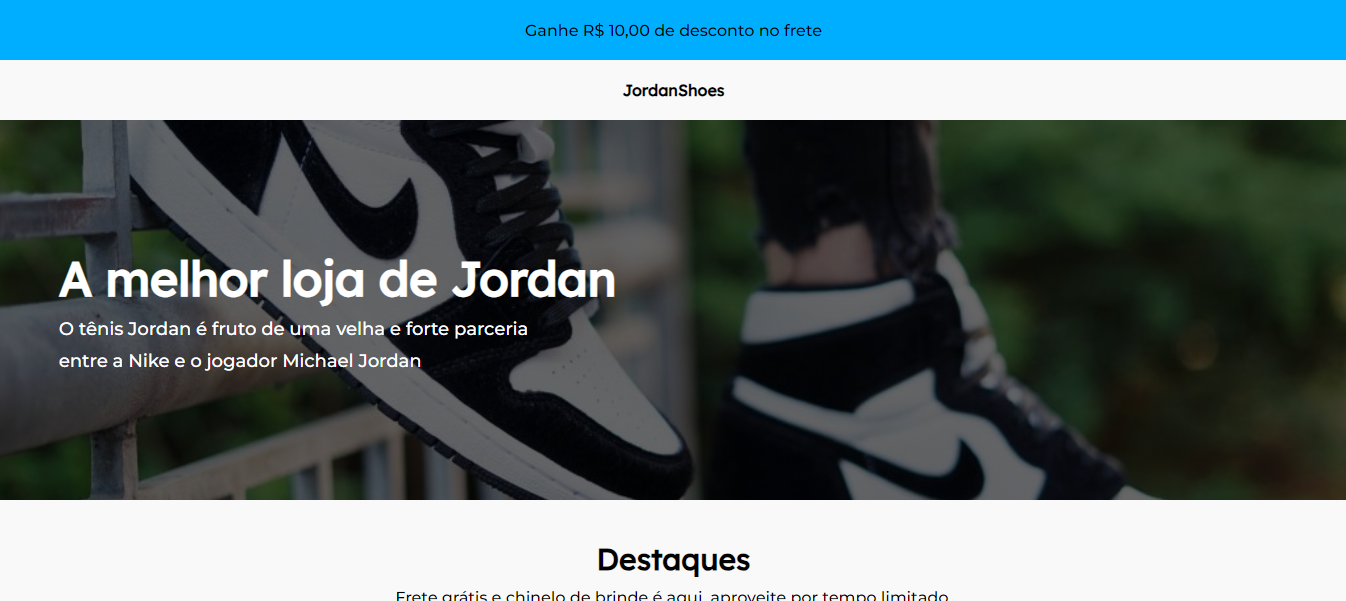 Ganhe R$ 10,00 de desconto no frete
JordanShoes
A melhor loja de Jordan
O tênis Jordan é fruto de uma velha e forte parceria
entre a Nike e o jogador Michael Jordan
Destaques
Frete grátis e chinelo de brinde é aqui, aproveite por tempo limitado